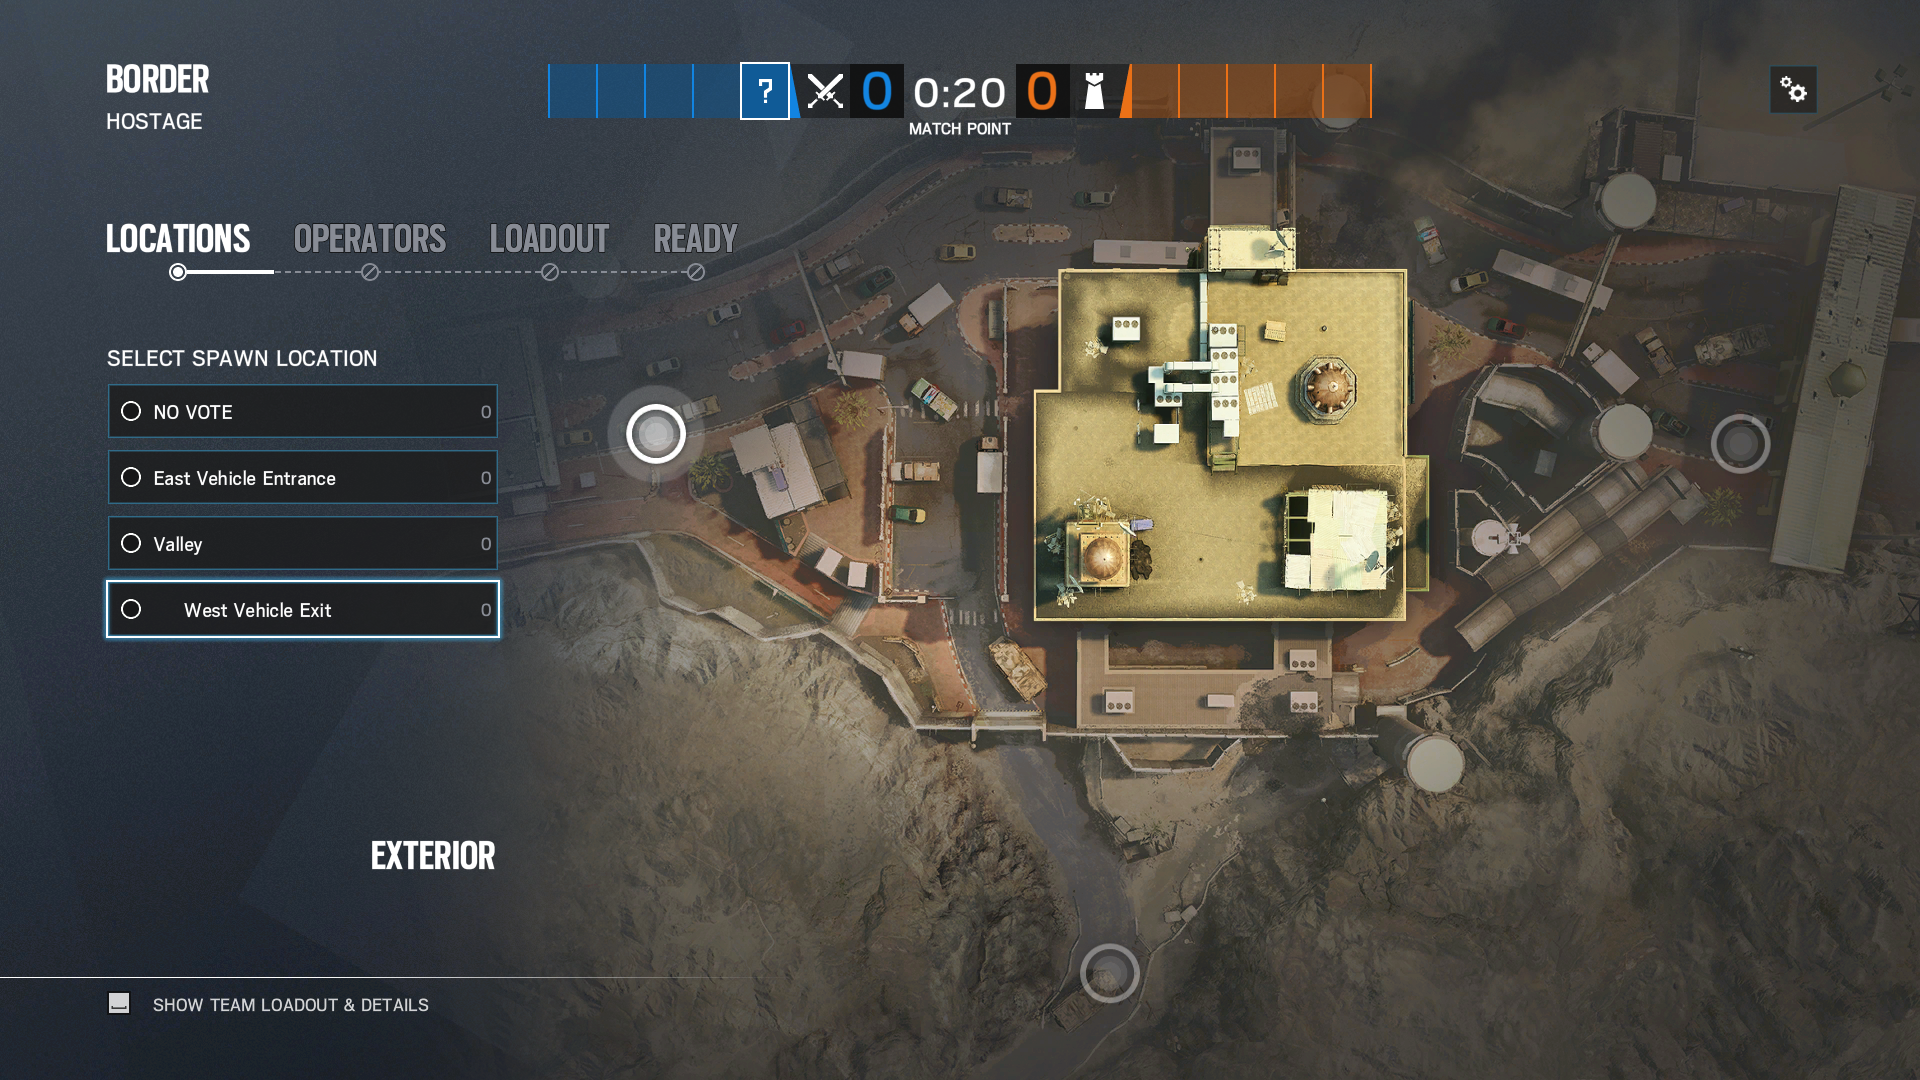 BORDER
HOSTAGE
?
0
0:20
0
MATCH POINT
LOCATIONS
OPERATORS
LOADOUT
READY
SELECT SPAWN LOCATION
NO VOTE 0
East Vehicle Entrance 0
Valley 0
West Vehicle Exit 0
EXTERIOR
SHOW TEAM LOADOUT & DETAILS